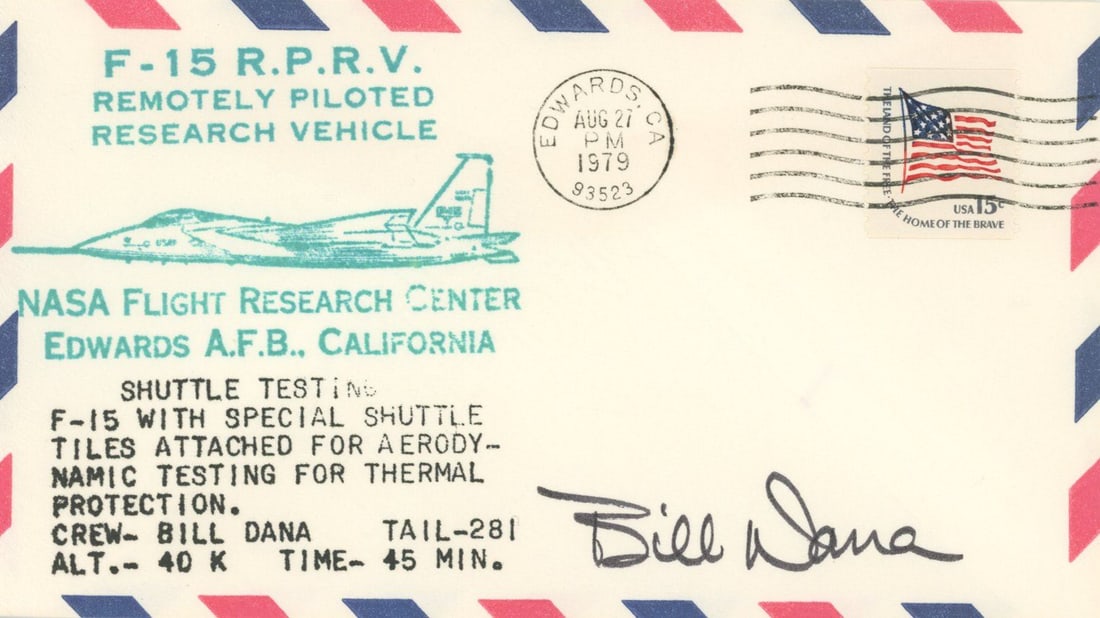 F-15 R.P.R.V.
REMOTELY PILOTED
RESEARCH VEHICLE
EDWARDS, CA
AUG 27
PM
1979
93523
THE LAND OF THE FREE, THE HOME OF THE BRAVE
USA 15c
NASA FLIGHT RESEARCH CENTER
EDWARDS A.F.B., CALIFORNIA
SHUTTLE TESTING
F-15 WITH SPECIAL SHUTTLE
TILES ATTACHED FOR AERODY-
NAMIC TESTING FOR THERMAL
PROTECTION.
CREW- BILL DANA TAIL-281
ALT.- 40 K TIME- 45 MIN.
Bill Dana